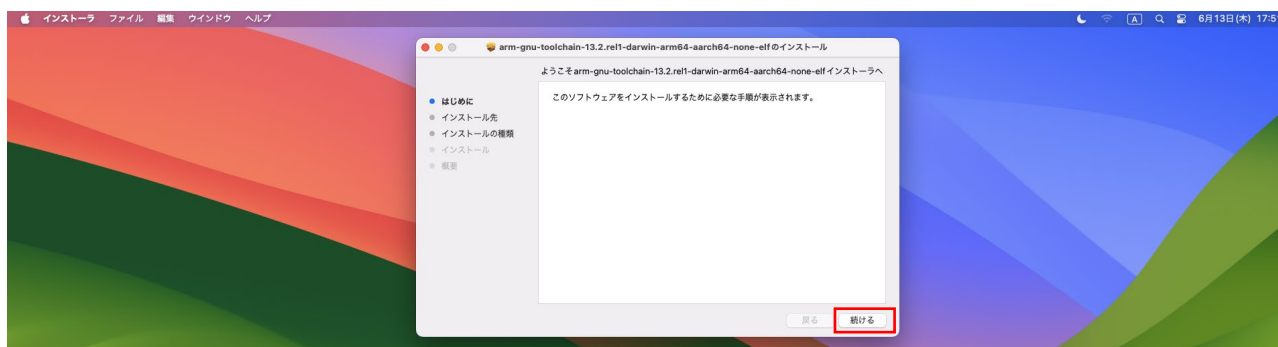 インストーラ ファイル 編集 ウインドウ ヘルプ A 6月13日(木) 17:5
arm-gnu-toolchain-13.2.rel1-darwin-arm64-aarch64-none-elfのインストール
ようこそarm-gnu-toolchain-13.2.rel1-darwin-arm64-aarch64-none-elfインストーラへ
はじめに
インストール先
インストールの種類
インストール
概要
このソフトウェアをインストールするために必要な手順が表示されます。
戻る 続ける